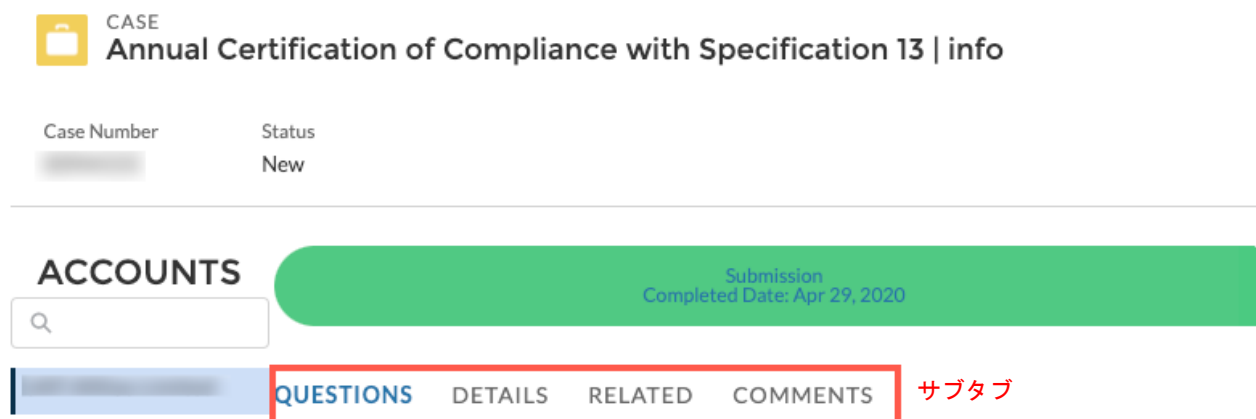 CASE
Annual Certification of Compliance with Specification 13 | info
Case Number
Status
New
ACCOUNTS
Submission
Completed Date: Apr 29, 2020
QUESTIONS DETAILS RELATED COMMENTS
サブタブ